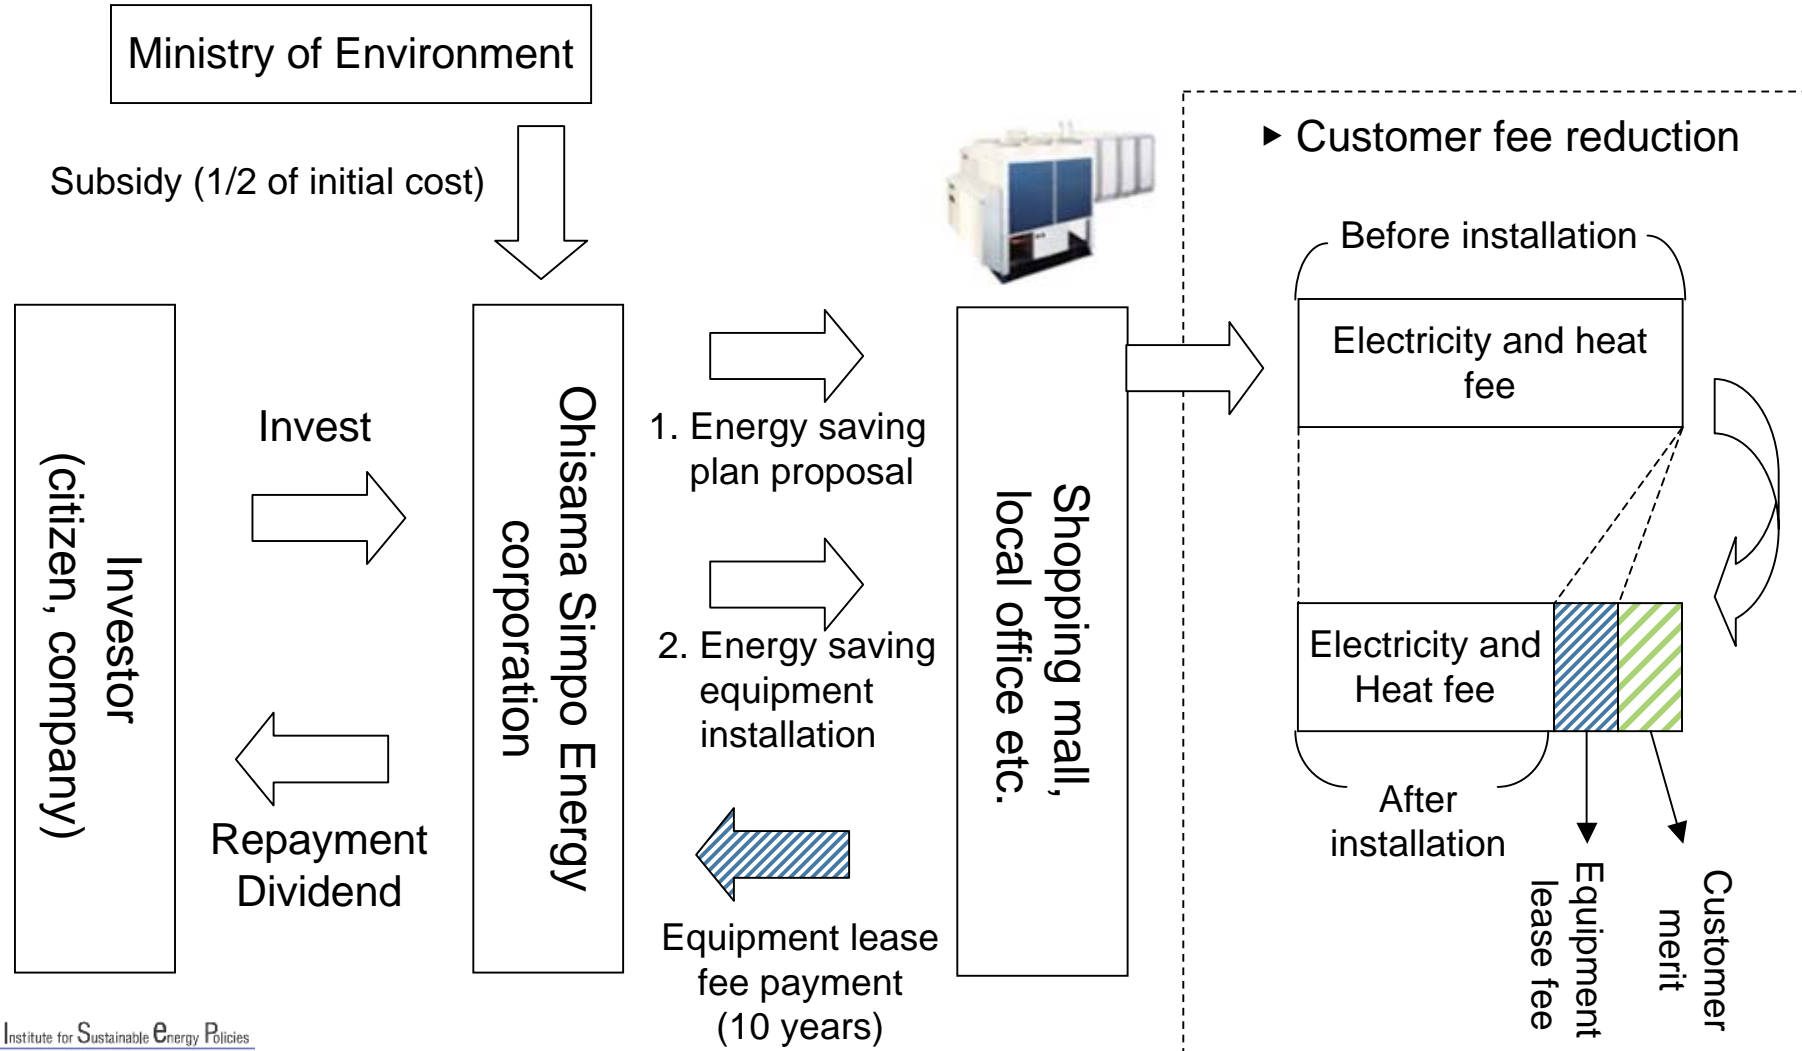 Ministry of Environment
Subsidy (1/2 of initial cost)
Investor
(citizen, company)
Invest
Repayment
Dividend
Ohisama Simpo Energy
corporation
1. Energy saving
plan proposal
2. Energy saving
equipment
installation
Equipment lease
fee payment
(10 years)
Shopping mall,
local office etc.
▶ Customer fee reduction
Before installation
Electricity and heat
fee
Electricity and
Heat fee
After
installation
Equipment
lease fee
Customer
merit
Institute for Sustainable energy Policies